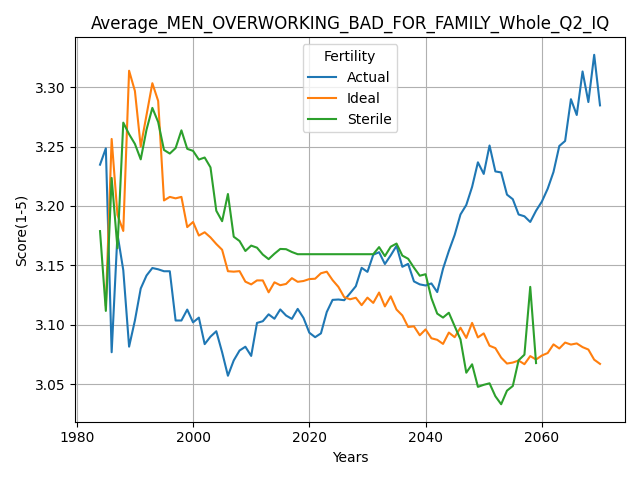 Average_MEN_OVERWORKING_BAD_FOR_FAMILY_Whole_Q2_IQ
Fertility
Actual
Ideal
Sterile
Score(1-5)
3.30
3.25
3.20
3.15
3.10
3.05
1980
2000
2020
2040
2060
Years